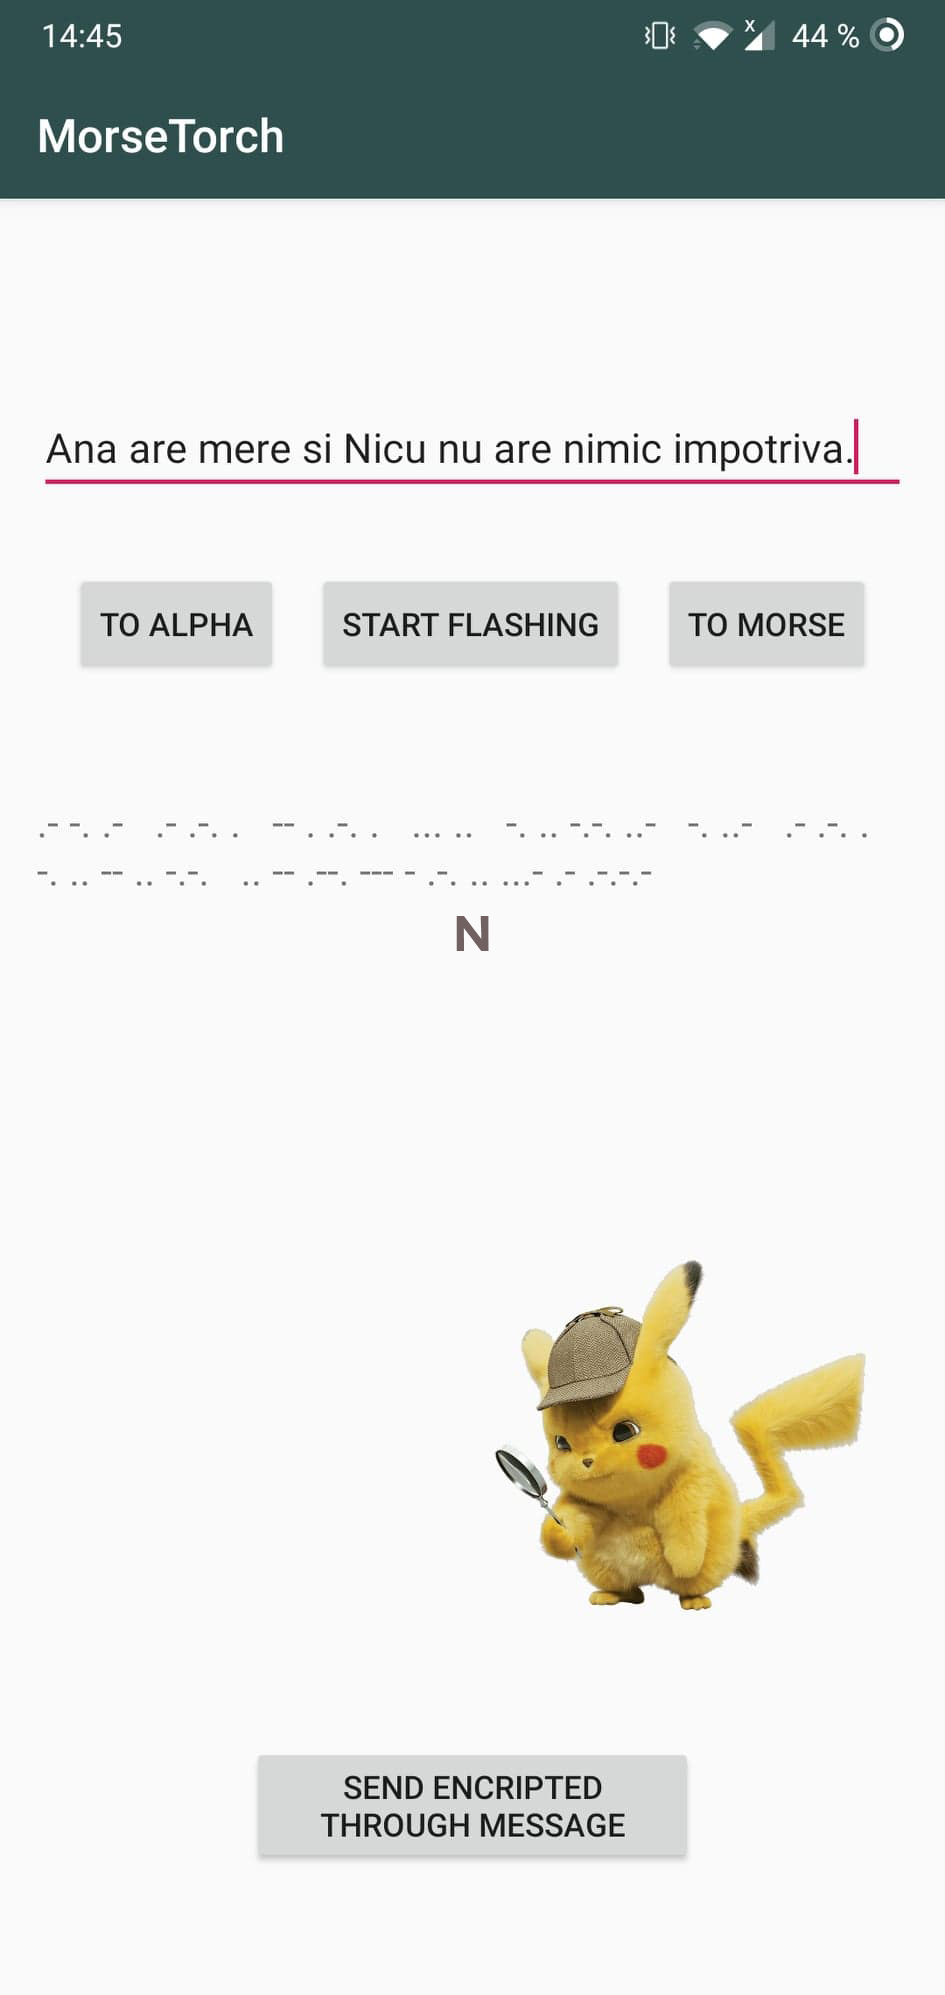 14:45
44 %
MorseTorch
Ana are mere si Nicu nu are nimic impotriva.
TO ALPHA
START FLASHING
TO MORSE
.- -. .-  .- .-. .  -- . .-. .  ... ..  -. .. -.-. ..-  -. ..-  .- .-. .
-. .. -- .. -.-.  .. -- .--. --- - .-. .. ...- .- .-.-.-
N
SEND ENCRIPTED
THROUGH MESSAGE